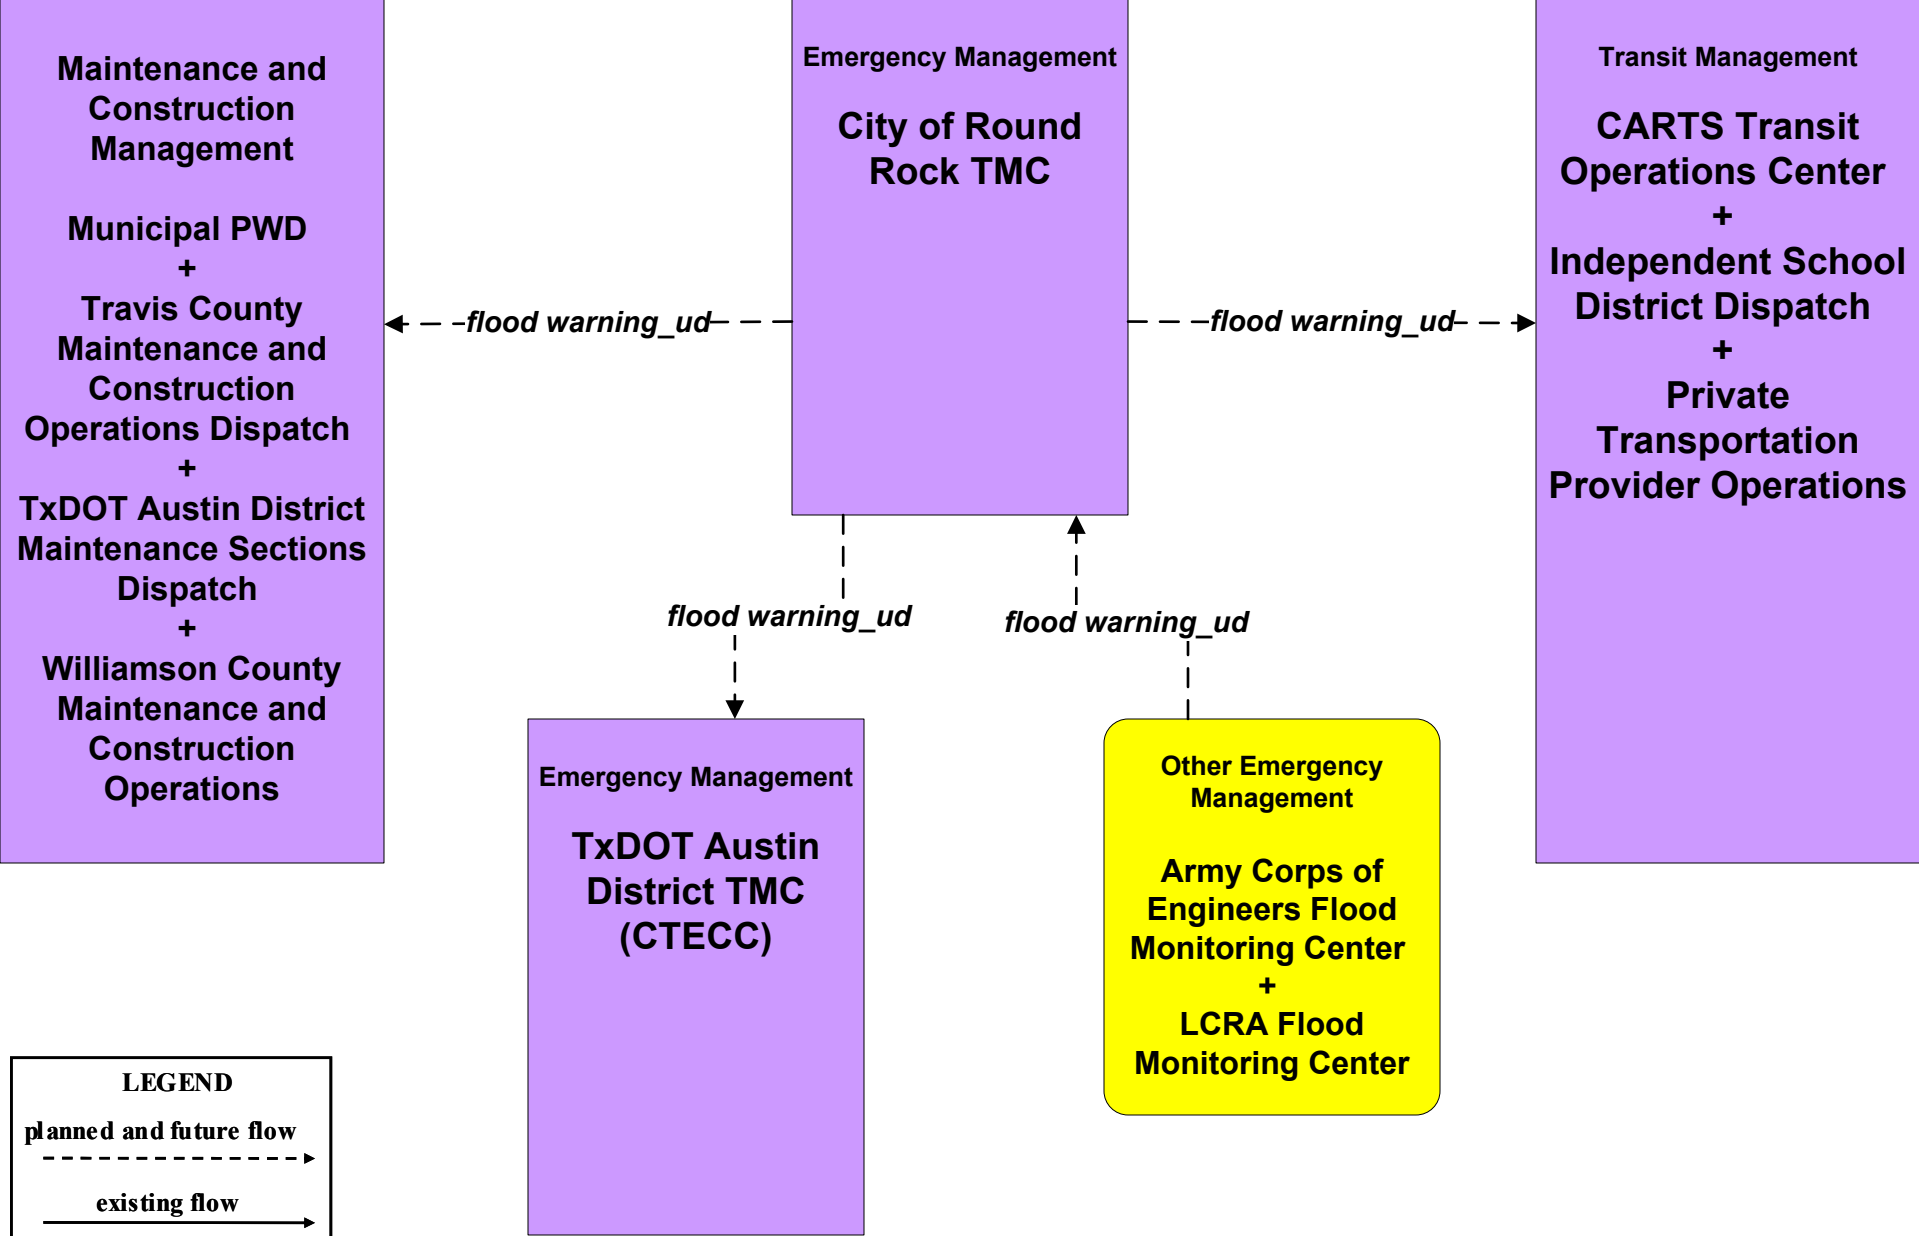 Maintenance and
Construction
Management
Municipal PWD
+
Travis County
Maintenance and
Construction
Operations Dispatch
+
TxDOT Austin District
Maintenance Sections
Dispatch
+
Williamson County
Maintenance and
Construction
Operations
flood warning_ud
Emergency Management
City of Round
Rock TMC
flood warning_ud
Transit Management
CARTS Transit
Operations Center
+
Independent School
District Dispatch
+
Private
Transportation
Provider Operations
flood warning_ud
flood warning_ud
Emergency Management
TxDOT Austin
District TMC
(CTECC)
Other Emergency
Management
Army Corps of
Engineers Flood
Monitoring Center
+
LCRA Flood
Monitoring Center
LEGEND
planned and future flow
existing flow